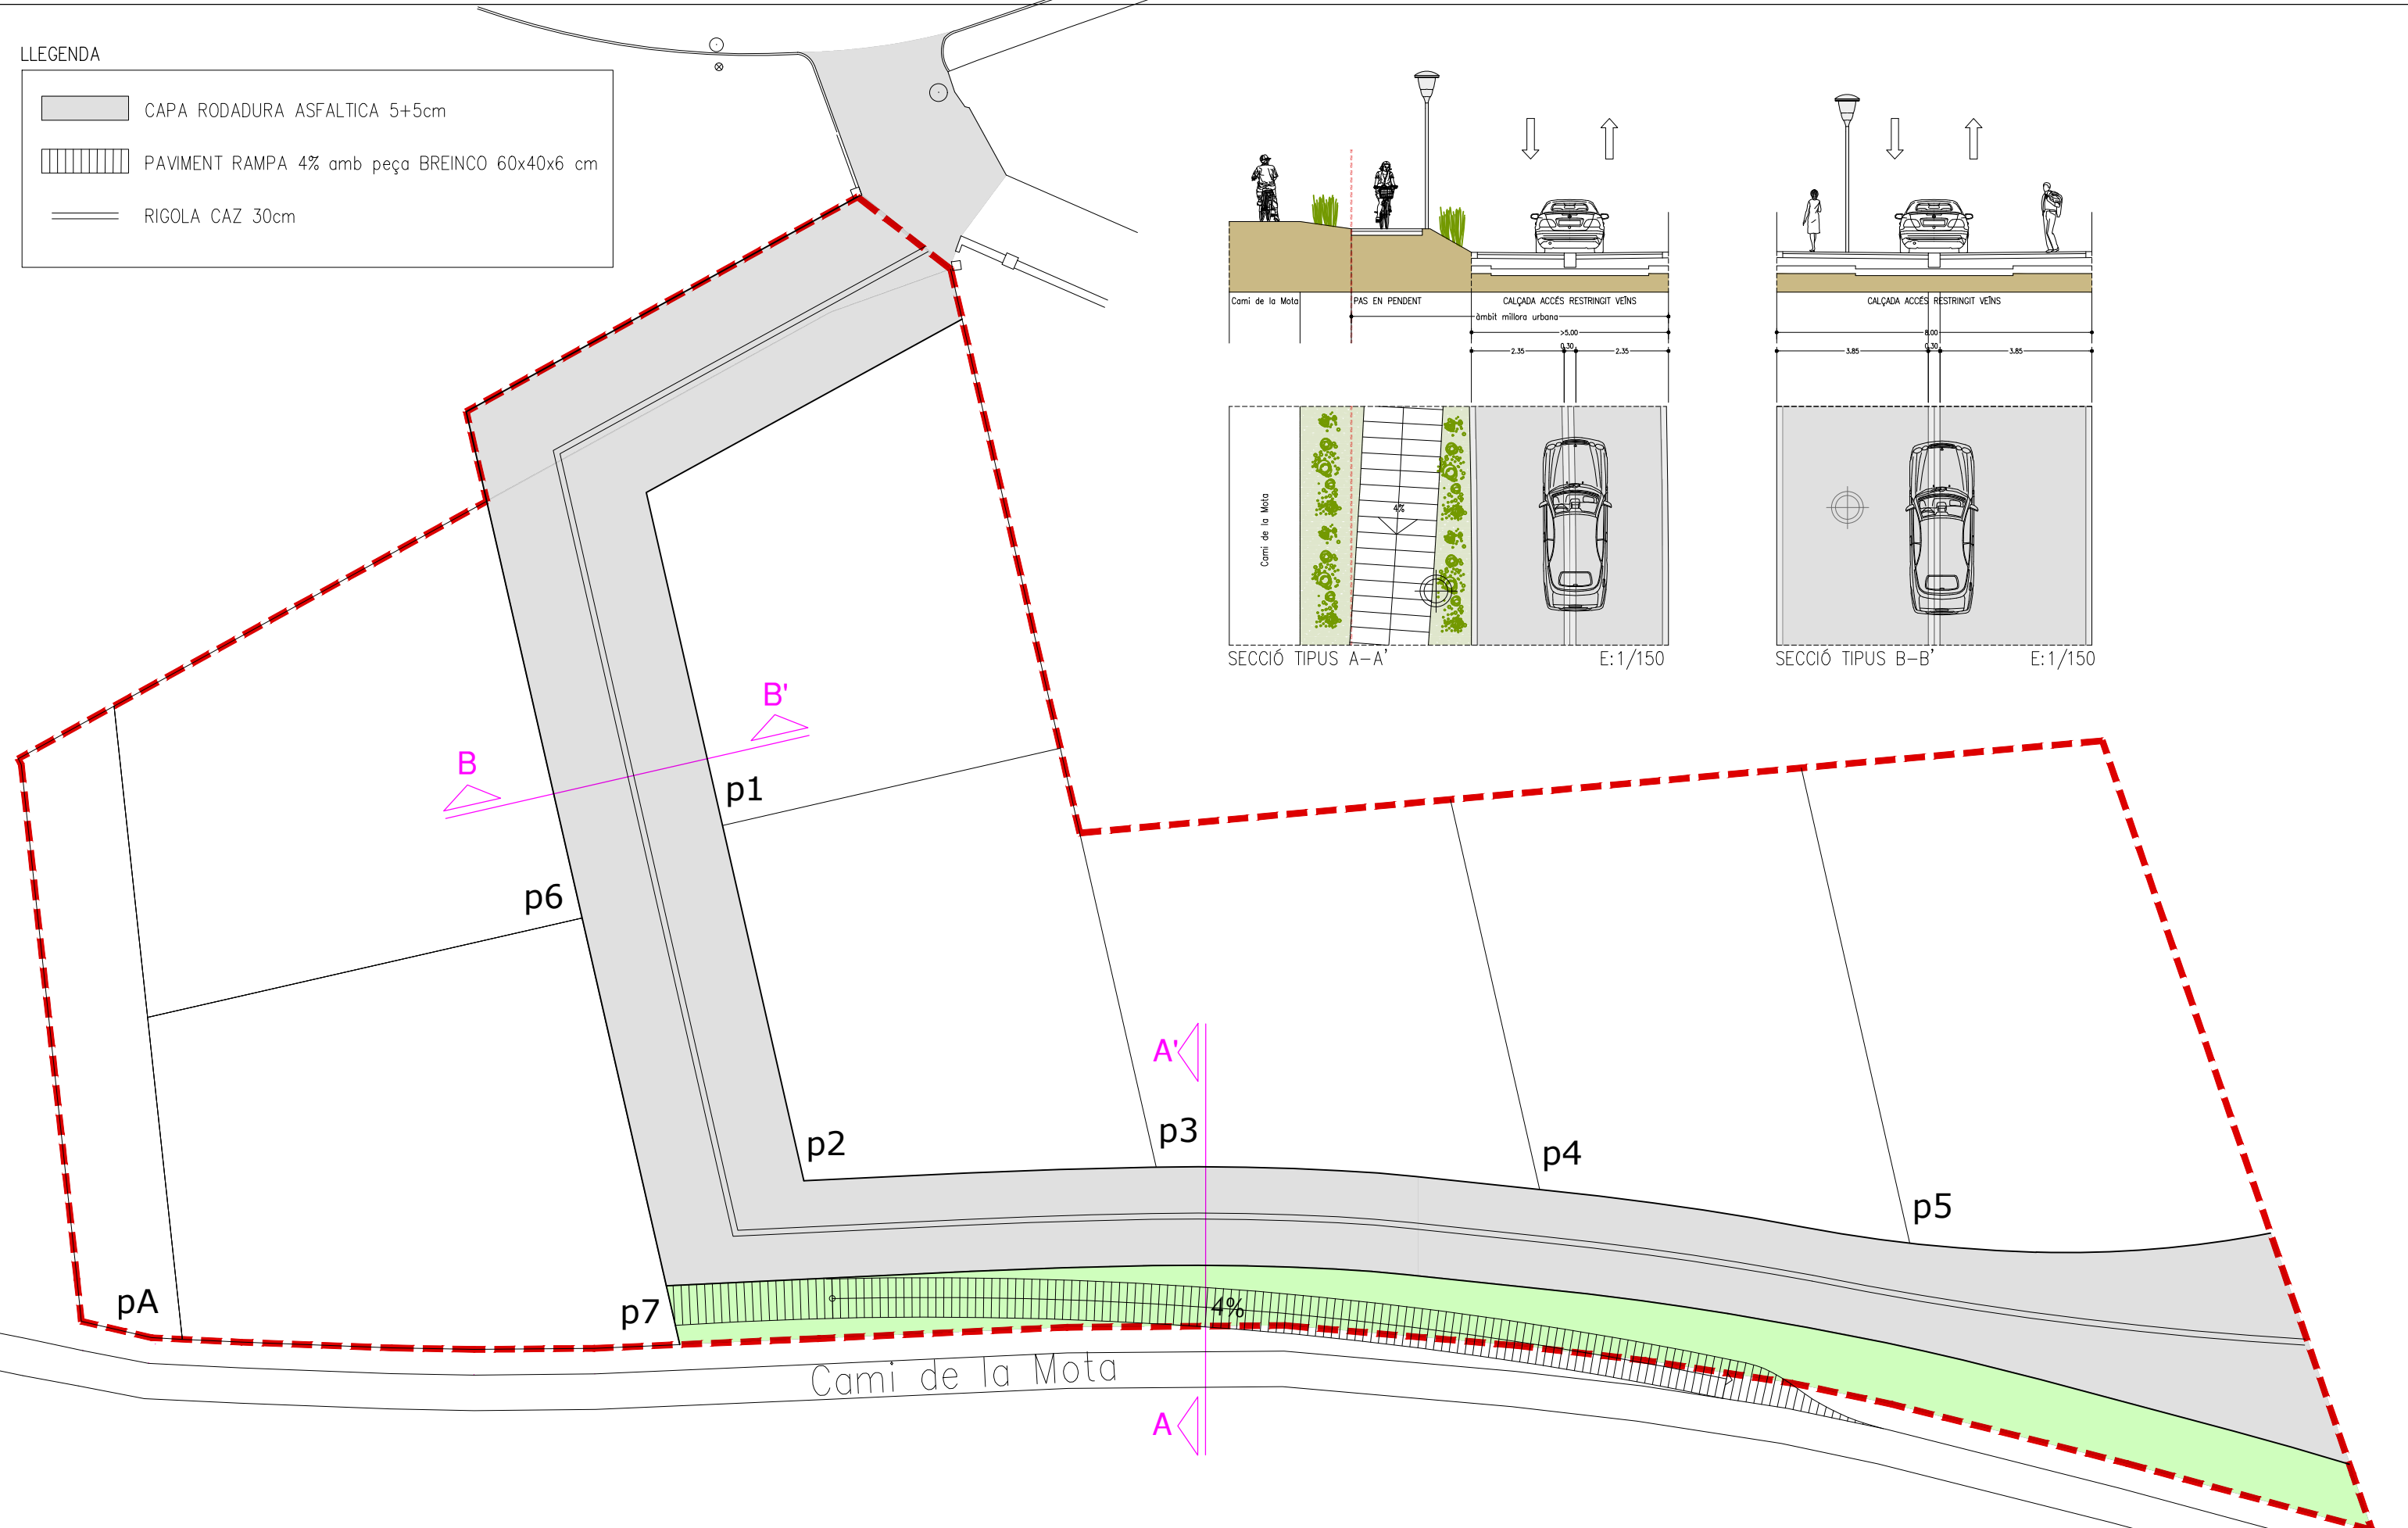 LLEGENDA
CAPA RODADURA ASFALTICA 5+5cm
PAVIMENT RAMPA 4% amb peça BREINCO 60x40x6 cm
RIGOLA CAZ 30cm
Camí de la Mota
PAS EN PENDENT
CALÇADA ACCÉS RESTRINGIT VEÏNS
àmbit millora urbana
>5,00
2.35
0.30
2.35
Camí de la Mota
4%
SECCIÓ TIPUS A-A'
E:1/150
CALÇADA ACCÉS RESTRINGIT VEÏNS
8,00
3.85
0.30
3.85
SECCIÓ TIPUS B-B'
E:1/150
B
B'
p1
p6
A'
p3
p2
p4
p5
pA
p7
4%
Cami de la Mota
A